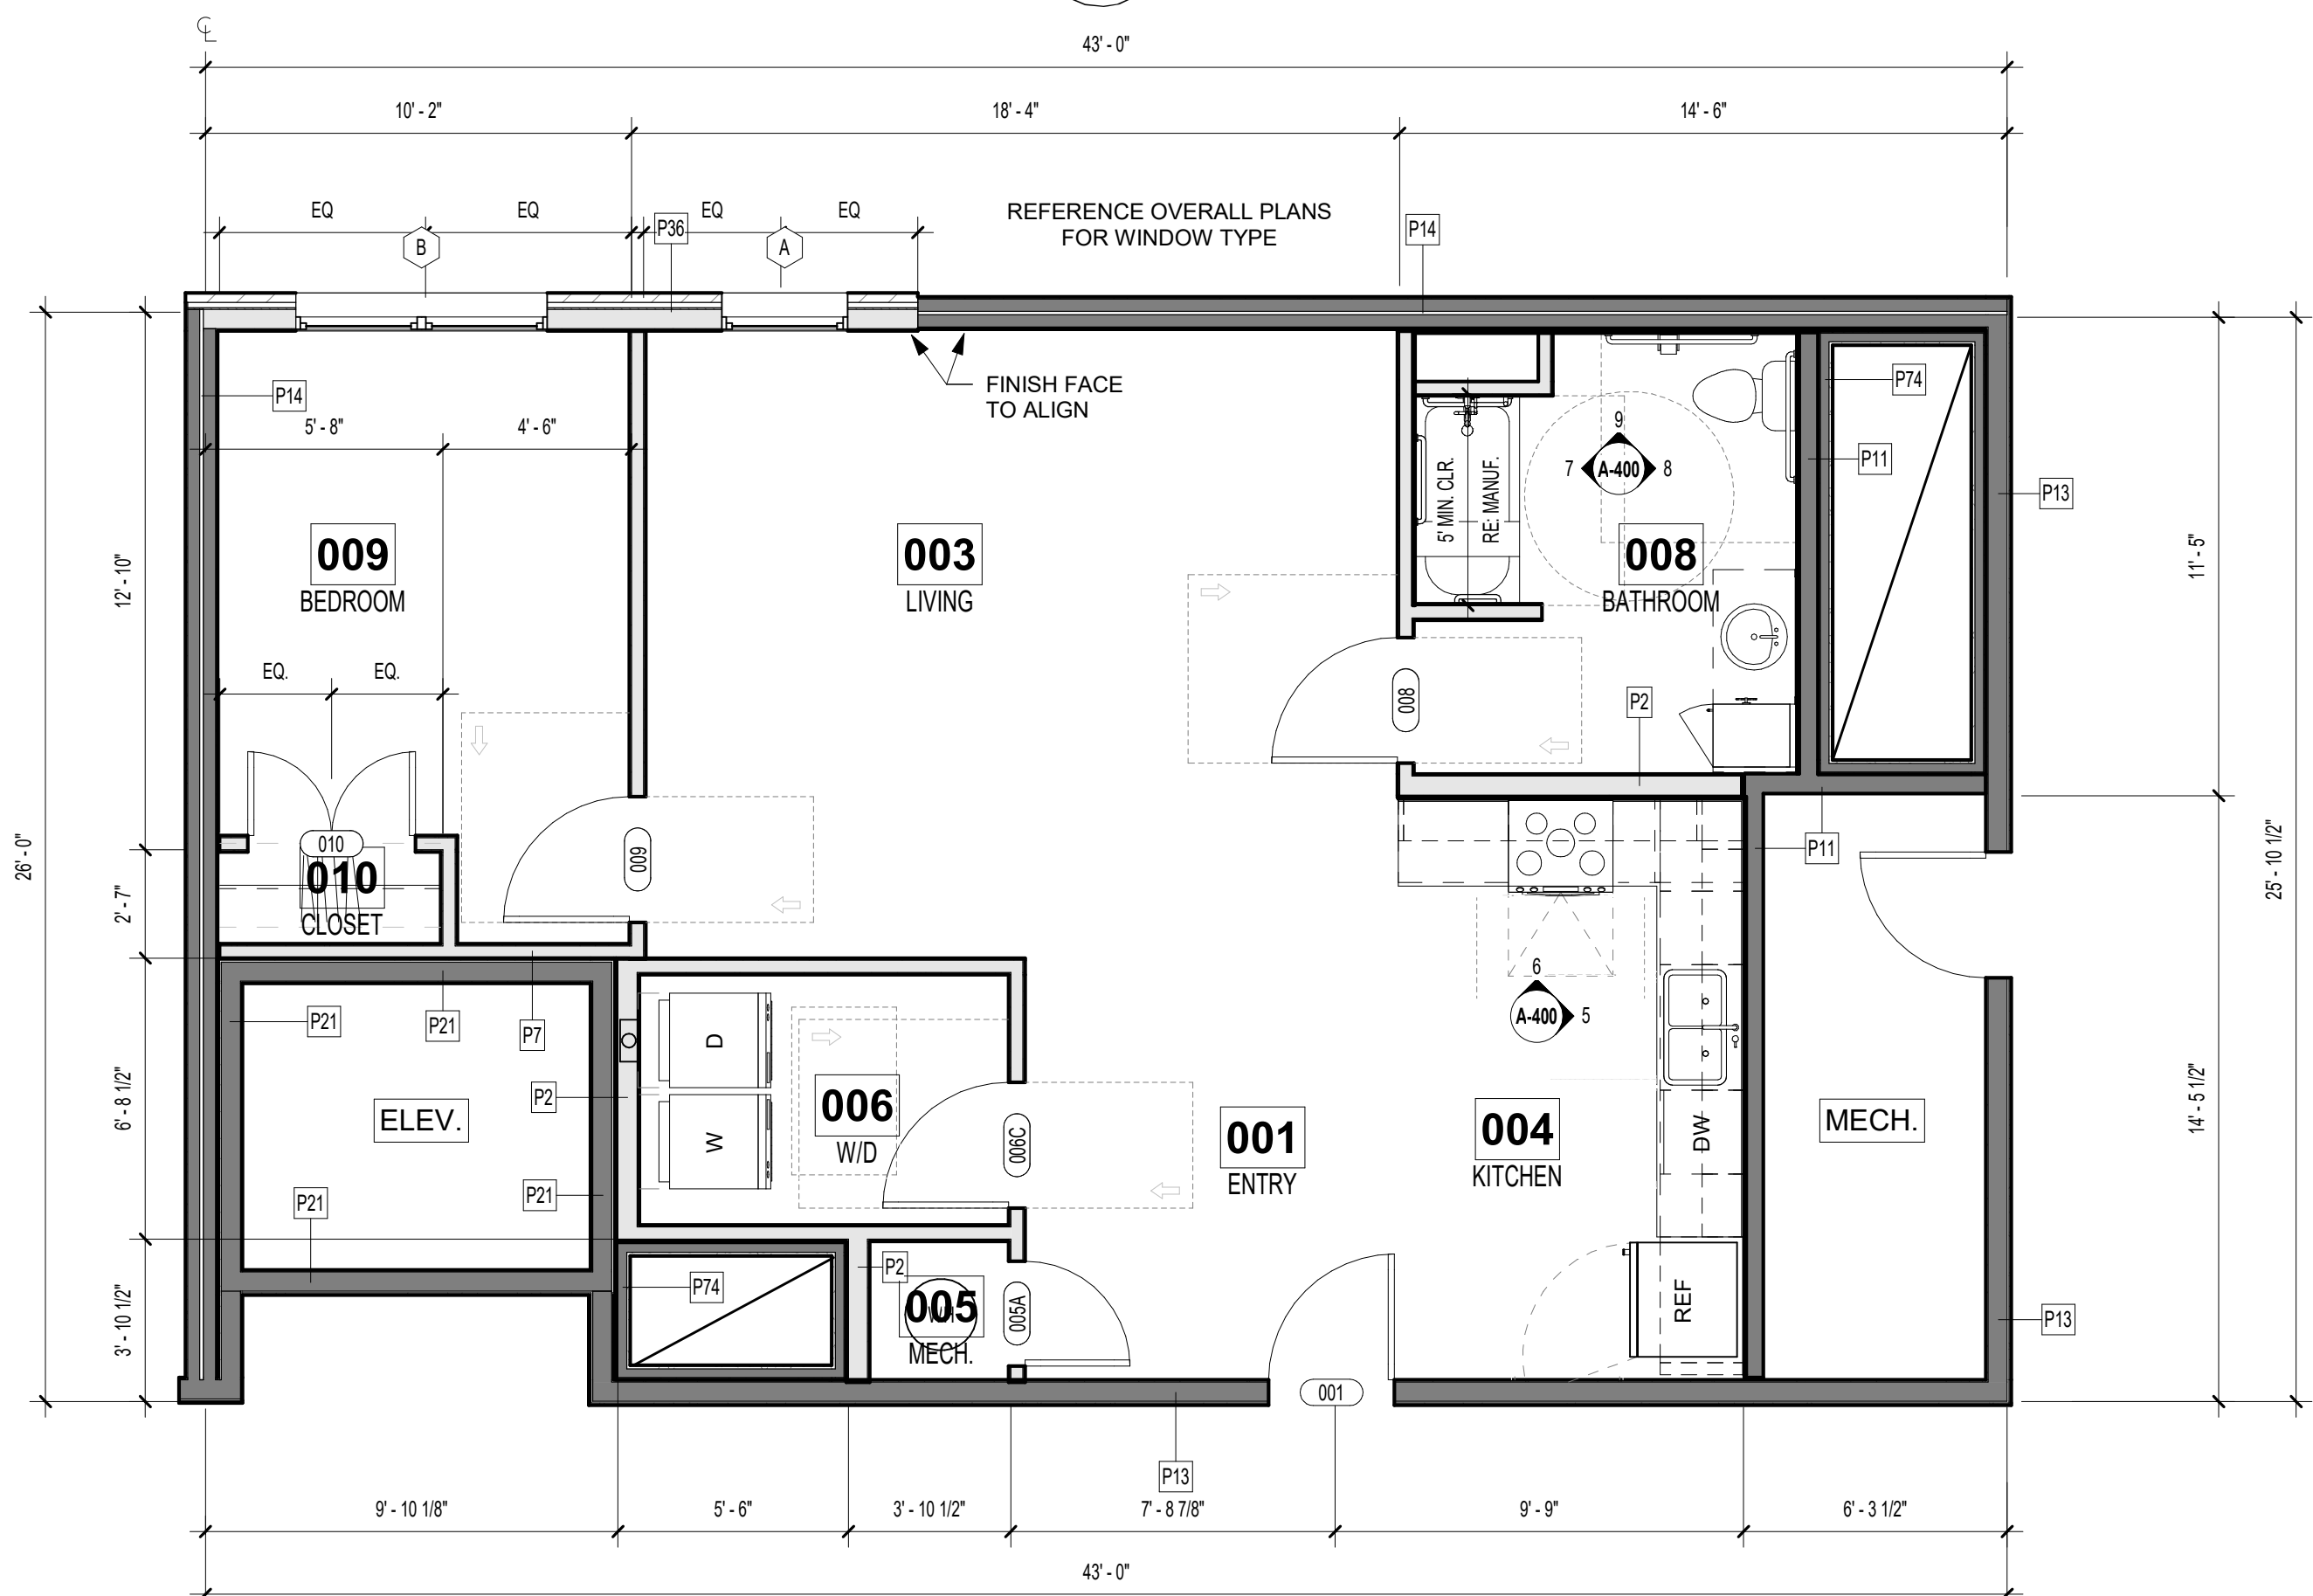 ℄
43' - 0"
10' - 2"
18' - 4"
14' - 6"
EQ
EQ
EQ
EQ
P36
B
A
REFERENCE OVERALL PLANS
FOR WINDOW TYPE
P14
FINISH FACE
TO ALIGN
P14
5' - 8"
4' - 6"
P74
9
7
A-400
8
P11
P13
5' MIN. CLR.
RE: MANUF.
009
BEDROOM
003
LIVING
008
BATHROOM
12' - 10"
11' - 5"
EQ.
EQ.
008
P2
26' - 0"
25' - 10 1/2"
010
009
P11
010
CLOSET
2' - 7"
6
A-400
5
P21
P21
P7
D
P2
ELEV.
006
W/D
W
006C
001
ENTRY
004
KITCHEN
DW
MECH.
6' - 8 1/2"
14' - 5 1/2"
P21
P21
P2
P74
005
WH
MECH.
005A
REF
P13
3' - 10 1/2"
001
P13
9' - 10 1/8"
5' - 6"
3' - 10 1/2"
7' - 8 7/8"
9' - 9"
6' - 3 1/2"
43' - 0"